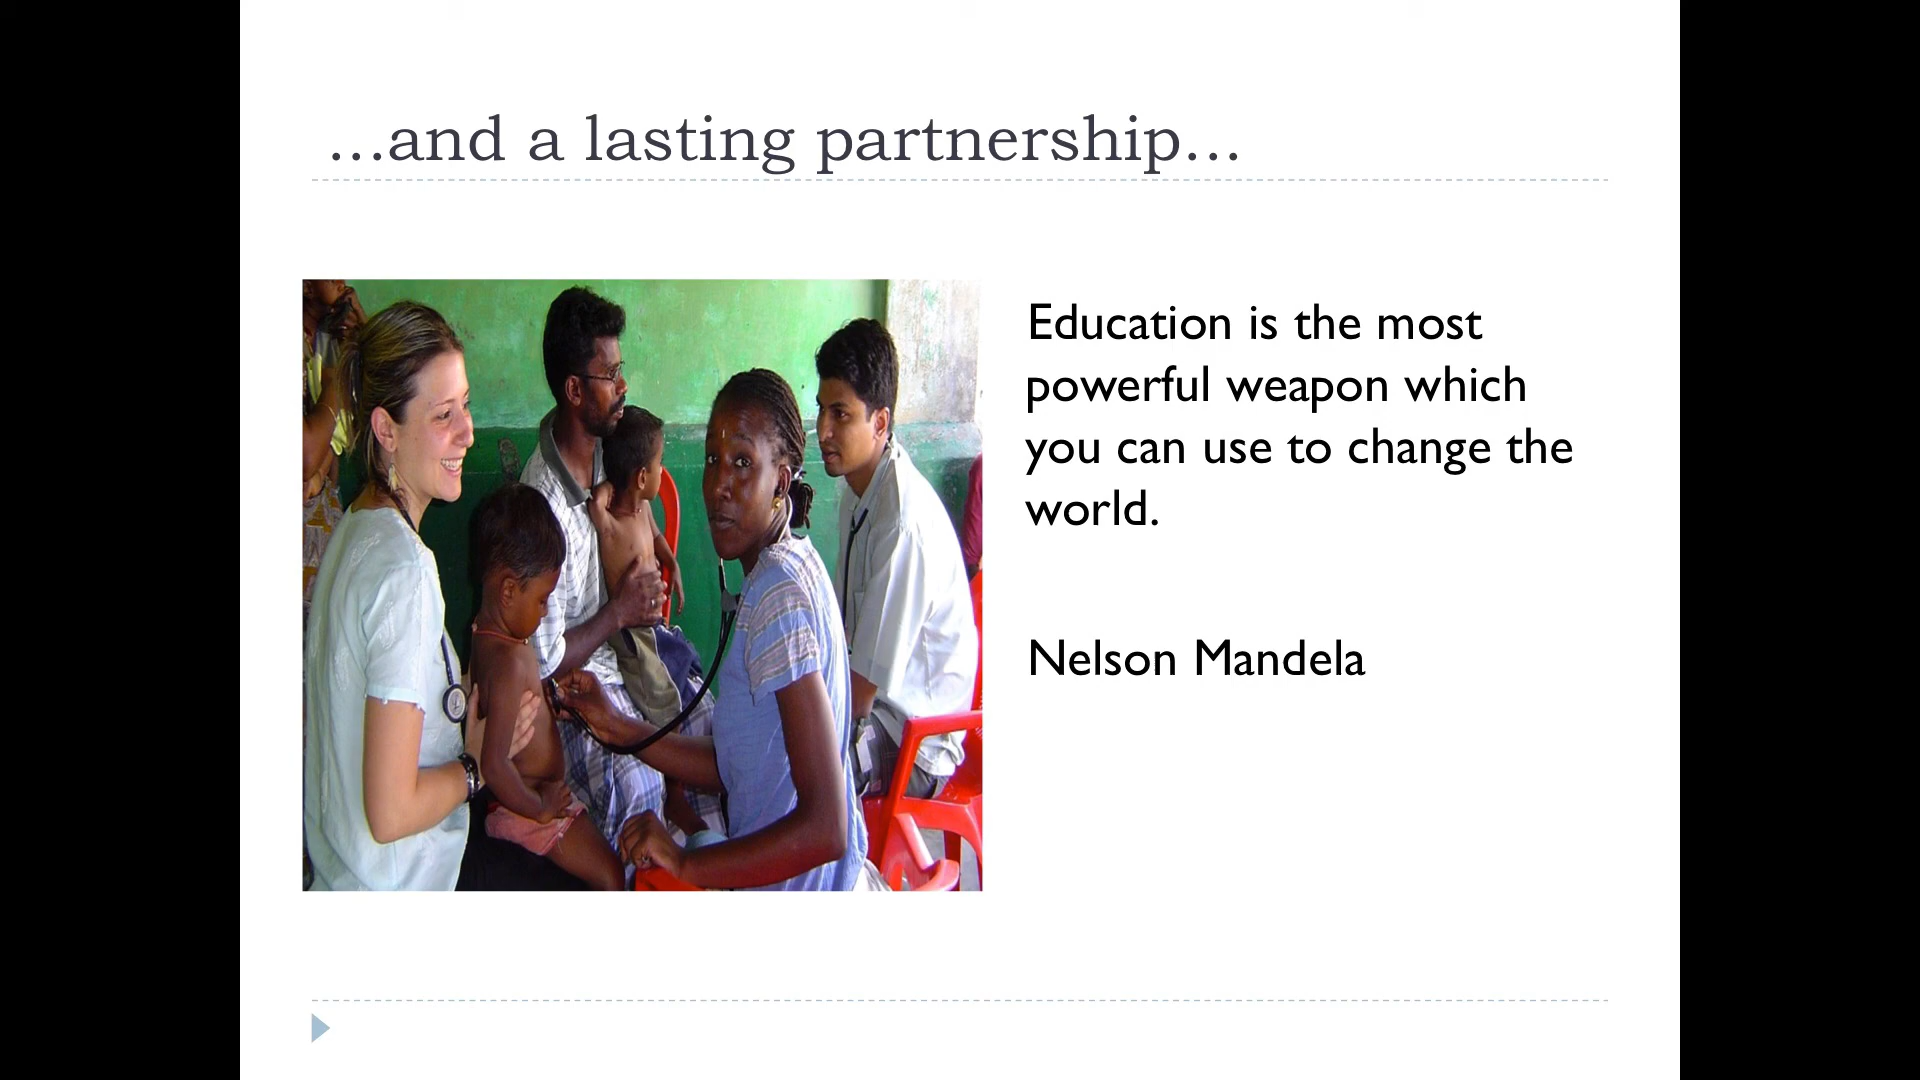 ...and a lasting partnership...
Education is the most
powerful weapon which
you can use to change the
world.
Nelson Mandela